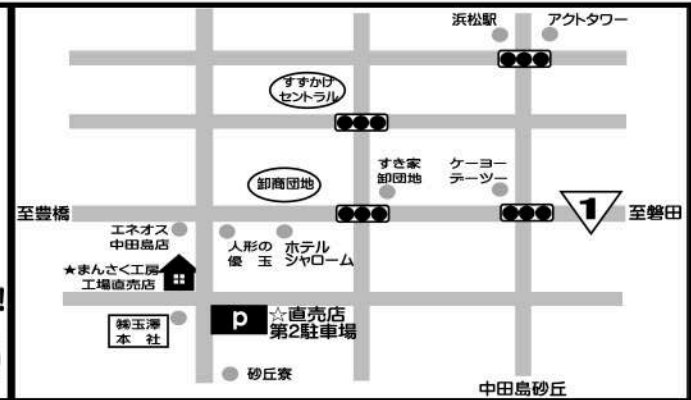 浜松駅
アクトタワー
すずかけ
セントラル
卸商団地
すき家
卸団地
ケーヨー
デーツー
至豊橋
1
至磐田
エネオス
中田島店
人形の
優玉
ホテル
シャローム
★まんさく工房
工場直売店
!
㈱玉澤
本社
P
☆直売店
第2駐車場
砂丘寮
中田島砂丘